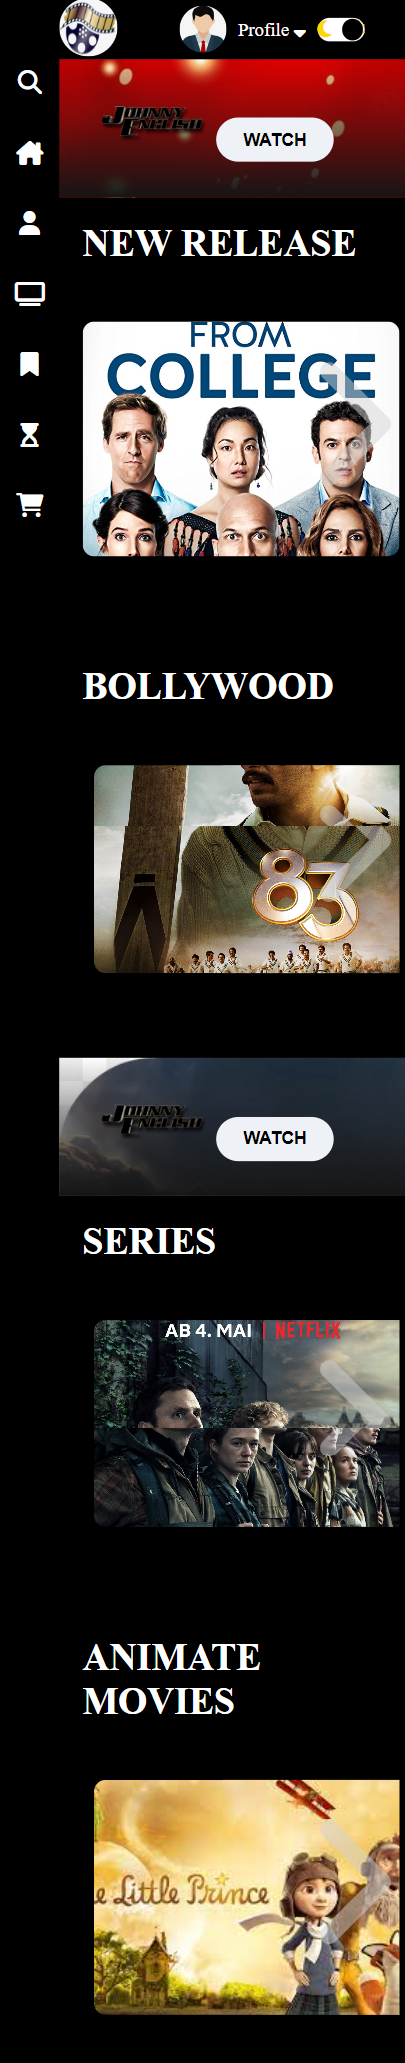 Profile
JOHNNY
ENGLISH
WATCH
NEW RELEASE
FROM
COLLEGE
BOLLYWOOD
83
JOHNNY
ENGLISH
WATCH
SERIES
AB 4. MAI | NETFLIX
ANIMATE
MOVIES
e Little Prince